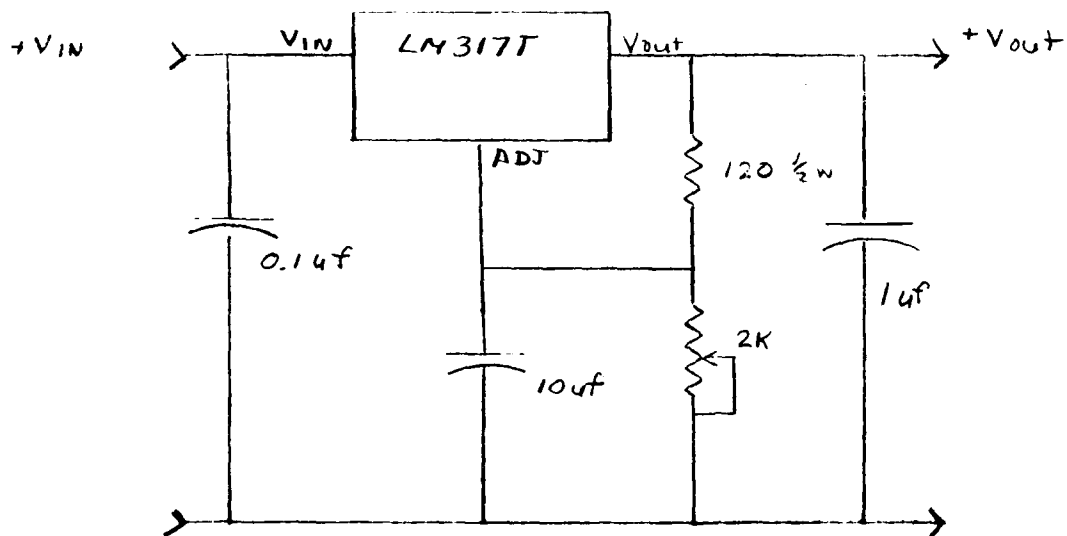 +VIN
VIN
LM317T
Vout
+Vout
ADJ
120 ½w
0.1uf
1uf
2K
10uf